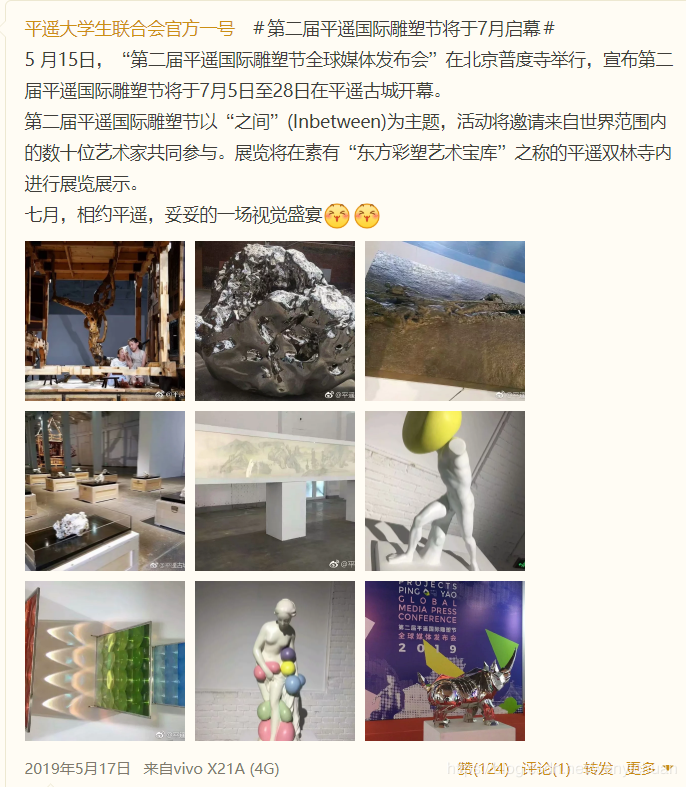 平遥大学生联合会官方一号 #第二届平遥国际雕塑节将于7月启幕#
5 月15日，“第二届平遥国际雕塑节全球媒体发布会”在北京普度寺举行，宣布第二
届平遥国际雕塑节将于7月5日至28日在平遥古城开幕。
第二届平遥国际雕塑节以“之间”(Inbetween)为主题，活动将邀请来自世界范围内
的数十位艺术家共同参与。展览将在素有“东方彩塑艺术宝库”之称的平遥双林寺内
进行展览展示。
七月，相约平遥，妥妥的一场视觉盛宴
@平遥
@平遥古
@平
PROJECTS
PING YAO
GLOBAL
MEDIA PRESS
CONFERENCE
第二届平遥国际雕塑节
全球媒体发布会
2019
2019年5月17日 来自vivo X21A (4G)
赞(124) 评论(1) 转发 更多